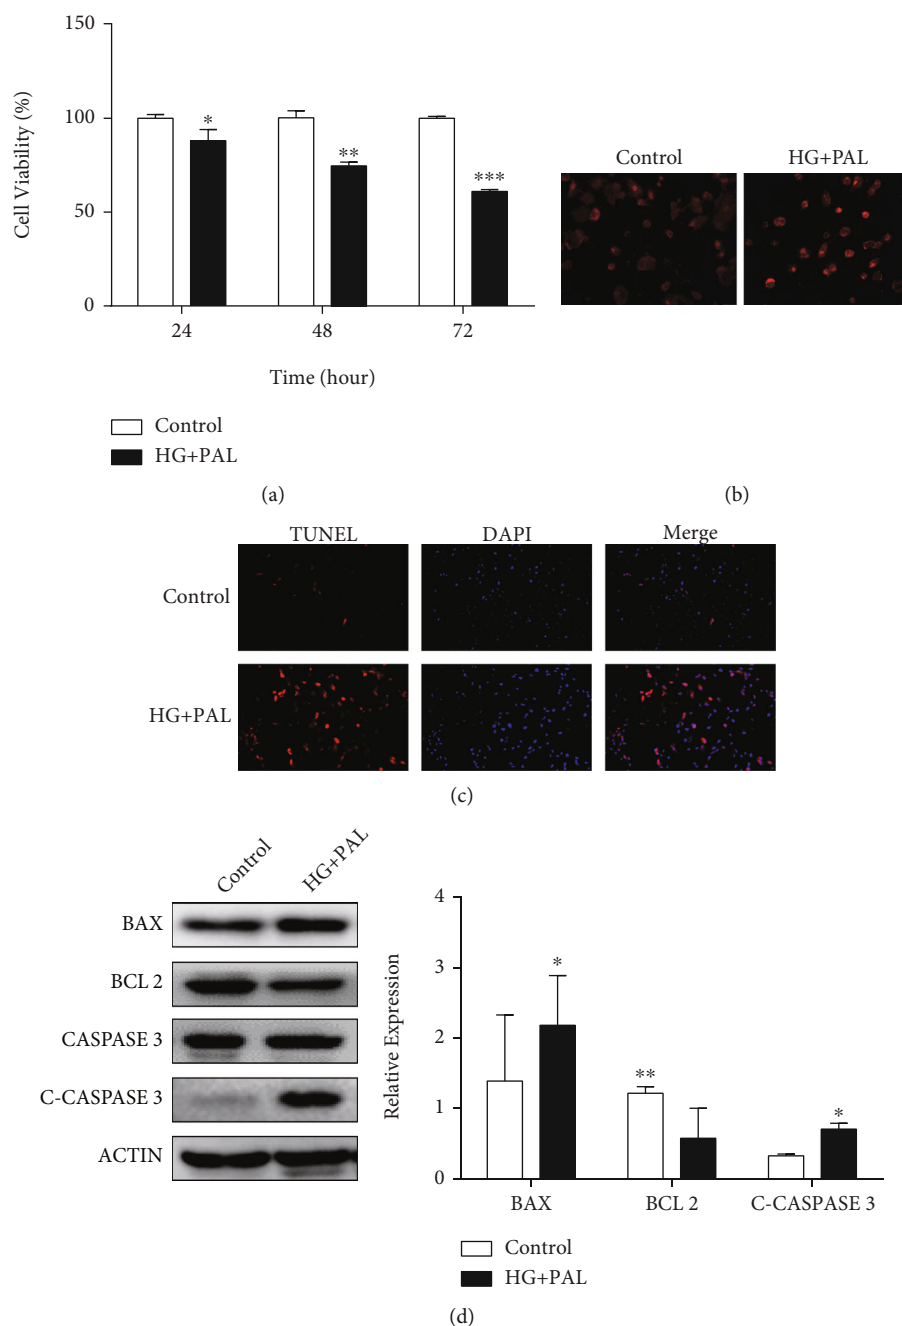 150
100
50
0
Cell Viability (%)
*
**
***
24 48 72
Time (hour)
Control
HG+PAL
(a)
Control HG+PAL
(b)
TUNEL DAPI Merge
Control
HG+PAL
(c)
Control HG+PAL
BAX
BCL 2
CASPASE 3
C-CASPASE 3
ACTIN
4
3
2
1
0
Relative Expression
*
**
*
BAX BCL 2 C-CASPASE 3
Control
HG+PAL
(d)